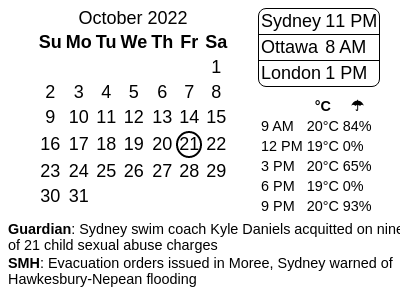 October 2022
Su Mo Tu We Th Fr Sa
1
2 3 4 5 6 7 8
9 10 11 12 13 14 15
16 17 18 19 20 21 22
23 24 25 26 27 28 29
30 31
Sydney 11 PM
Ottawa 8 AM
London 1 PM
°C ☂
9 AM 20°C 84%
12 PM 19°C 0%
3 PM 20°C 65%
6 PM 19°C 0%
9 PM 20°C 93%
Guardian: Sydney swim coach Kyle Daniels acquitted on nine
of 21 child sexual abuse charges
SMH: Evacuation orders issued in Moree, Sydney warned of
Hawkesbury-Nepean flooding